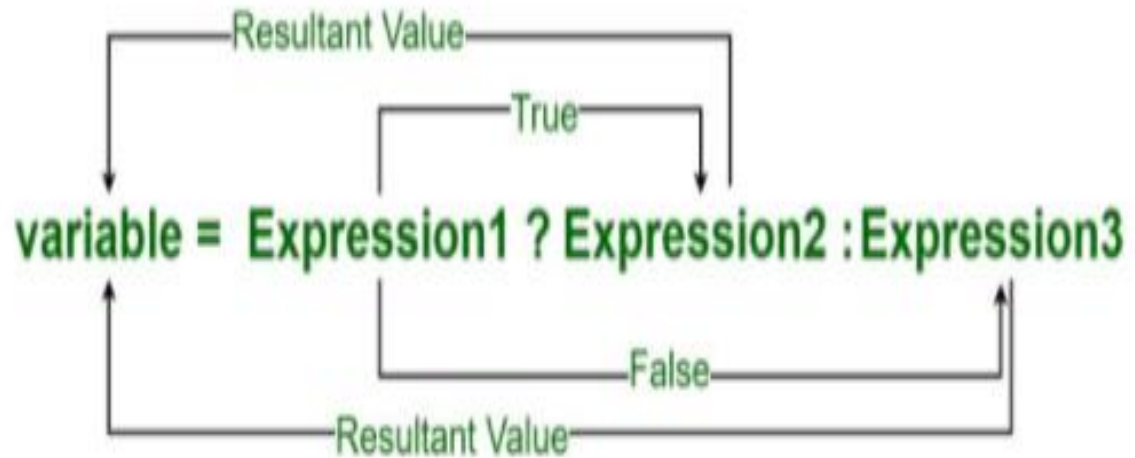 Resultant Value
True
variable = Expression1 ? Expression2 : Expression3
False
Resultant Value